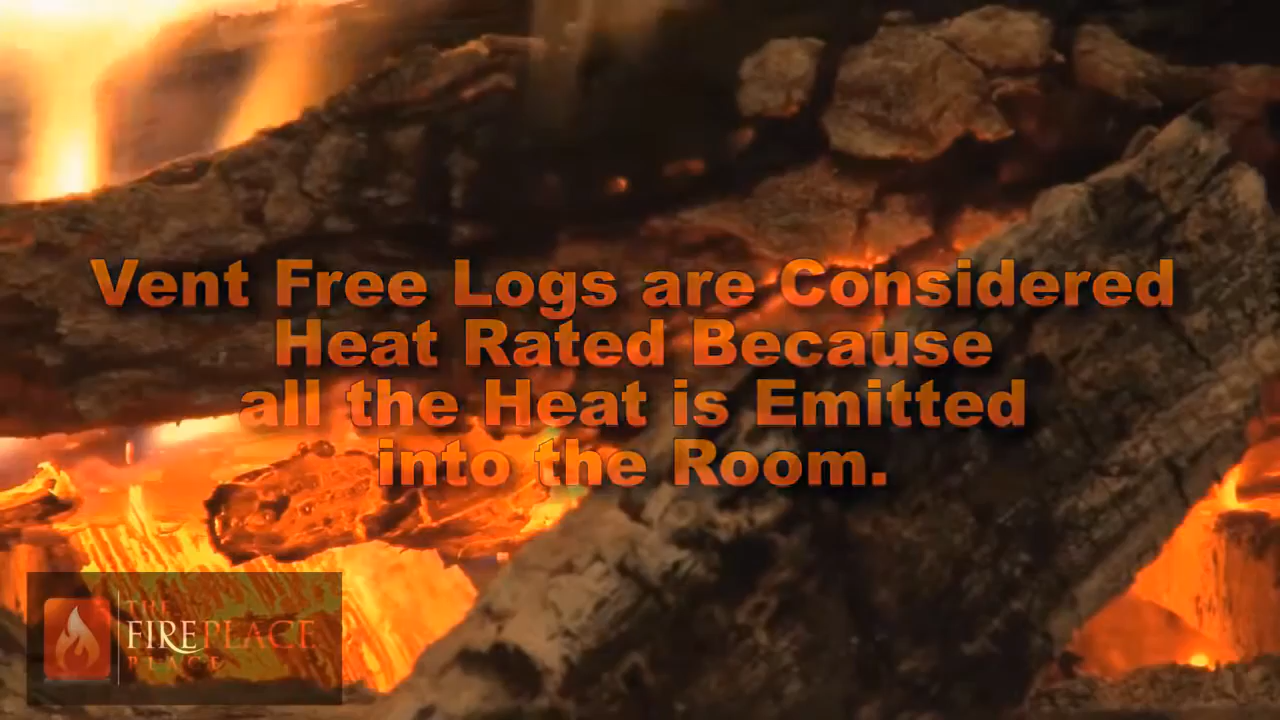 Vent Free Logs are Considered
Heat Rated Because
all the Heat is Emitted
into the Room.
THE
FIREPLACE
PLACE